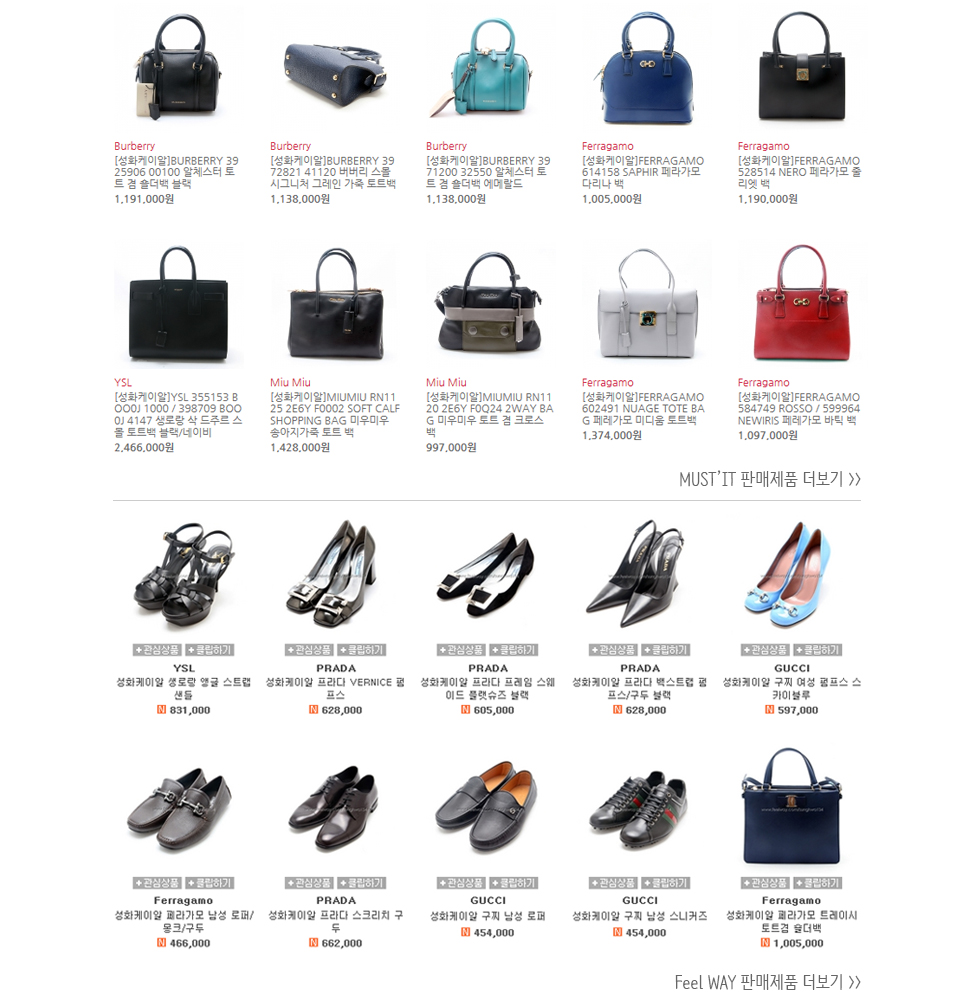 Burberry
[성화케이알]BURBERRY 39
25906 00100 알체스터 토
트 겸 숄더백 블랙
1,191,000원
Burberry
[성화케이알]BURBERRY 39
72821 41120 버버리 스몰
시그니처 그레인 가죽 토트백
1,138,000원
Burberry
[성화케이알]BURBERRY 39
71200 32550 알체스터 토
트 겸 숄더백 에메랄드
1,138,000원
Ferragamo
[성화케이알]FERRAGAMO
614158 SAPHIR 페라가모
다리나 백
1,005,000원
Ferragamo
[성화케이알]FERRAGAMO
528514 NERO 페라가모 줄
리엣 백
1,190,000원
YSL
[성화케이알]YSL 355153 B
OO0J 1000 / 398709 BOO
0J 4147 생로랑 삭 드주르 스
몰 토트백 블랙/네이비
2,466,000원
Miu Miu
[성화케이알]MIUMIU RN11
25 2E6Y F0002 SOFT CALF
SHOPPING BAG 미우미우
송아지가죽 토트 백
1,428,000원
Miu Miu
[성화케이알]MIUMIU RN11
20 2E6Y F0Q24 2WAY BA
G 미우미우 토트 겸 크로스
백
997,000원
Ferragamo
[성화케이알]FERRAGAMO
602491 NUAGE TOTE BA
G 페레가모 미디움 토트백
1,374,000원
Ferragamo
[성화케이알]FERRAGAMO
584749 ROSSO / 599964
NEWIRIS 페레가모 바틱 백
1,097,000원
MUST'IT 판매제품 더보기 >>
+관심상품 +클립하기
YSL
성화케이알 생로랑 앵글 스트랩
샌들
N 831,000
+관심상품 +클립하기
PRADA
성화케이알 프라다 VERNICE 펌
프스
N 628,000
+관심상품 +클립하기
PRADA
성화케이알 프라다 프레임 스웨
이드 플랫슈즈 블랙
N 605,000
+관심상품 +클립하기
PRADA
성화케이알 프라다 백스트랩 펌
프스/구두 블랙
N 628,000
+관심상품 +클립하기
GUCCI
성화케이알 구찌 여성 펌프스 스
카이블루
N 597,000
+관심상품 +클립하기
Ferragamo
성화케이알 페라가모 남성 로퍼/
몽크/구두
N 466,000
+관심상품 +클립하기
PRADA
성화케이알 프라다 스크리치 구
두
N 662,000
+관심상품 +클립하기
GUCCI
성화케이알 구찌 남성 로퍼
N 454,000
+관심상품 +클립하기
GUCCI
성화케이알 구찌 남성 스니커즈
N 454,000
+관심상품 +클립하기
Ferragamo
성화케이알 페라가모 트레이시
토트겸 숄더백
N 1,005,000
Feel WAY 판매제품 더보기 >>